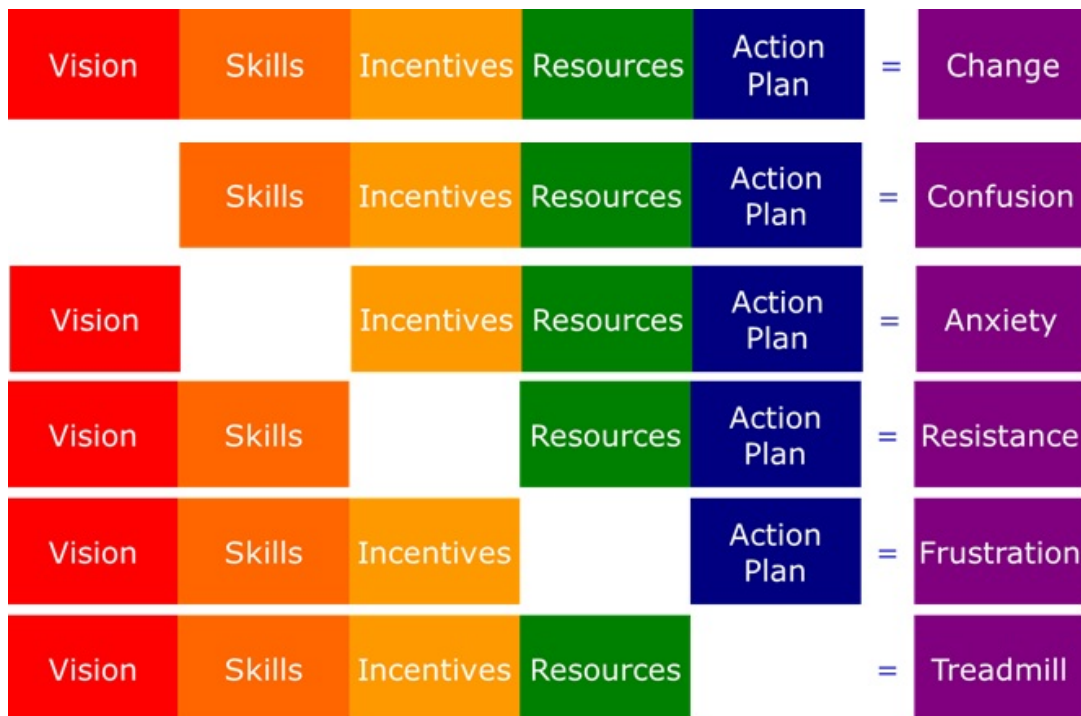 Vision Skills Incentives Resources Action Plan = Change
Skills Incentives Resources Action Plan = Confusion
Vision Incentives Resources Action Plan = Anxiety
Vision Skills Resources Action Plan = Resistance
Vision Skills Incentives Action Plan = Frustration
Vision Skills Incentives Resources = Treadmill